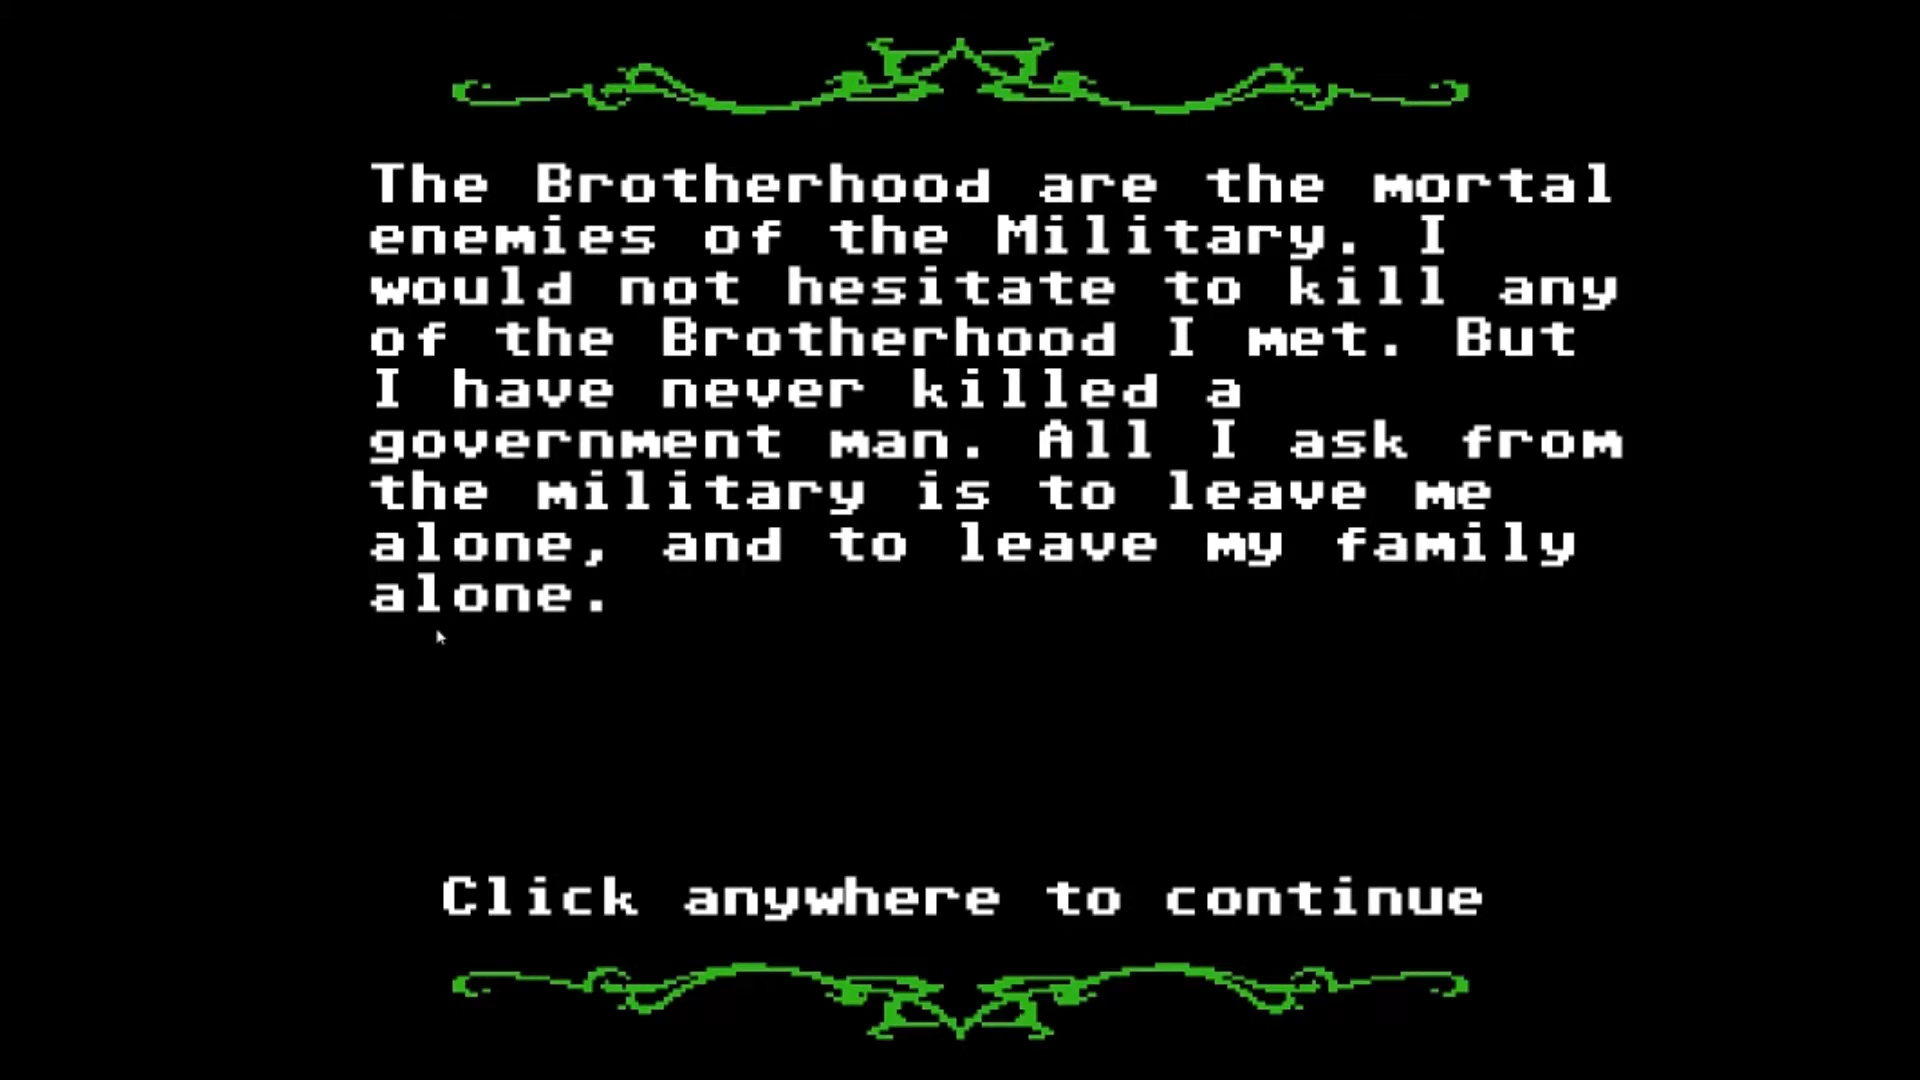 The Brotherhood are the mortal
enemies of the Military. I
would not hesitate to kill any
of the Brotherhood I met. But
I have never killed a
government man. All I ask from
the military is to leave me
alone, and to leave my family
alone.
Click anywhere to continue